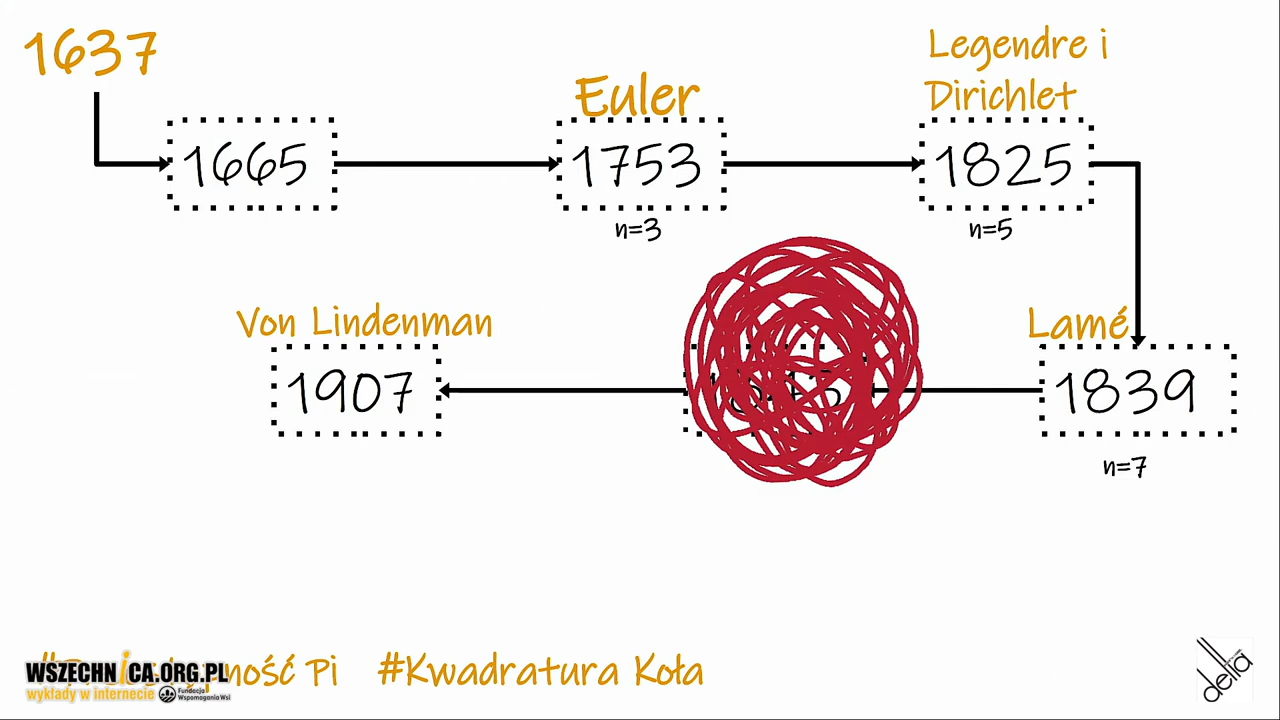 1637
Legendre i
Dirichlet
Euler
1665
1753
1825
n=3
n=5
Von Lindenman
Lamé
1907
1839
n=7
Pi #Kwadratura Koła
WSZECHNICA.ORG.PL
wykłady w internecie
Fundacja
Wspomagania Wsi
delta